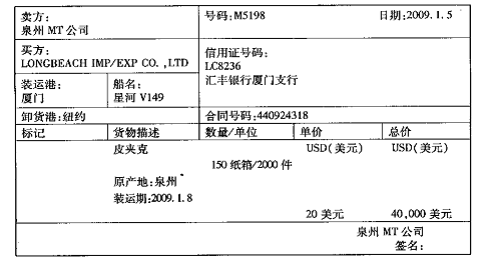 卖方:
泉州 MT 公司
号码:M5198
日期:2009.1.5
买方:
LONGBEACH IMP/EXP CO. ,LTD
信用证号码:
LC8236
汇丰银行厦门支行
装运港:
厦门
船名:
星河 V149
卸货港:纽约
合同号码:440924318
标记
货物描述
数量/单位
单价
总价
皮夹克
USD(美元)
USD(美元)
150 纸箱/2000 件
原产地:泉州
装运期:2009.1.8
20 美元
40,000 美元
泉州 MT 公司
签名: